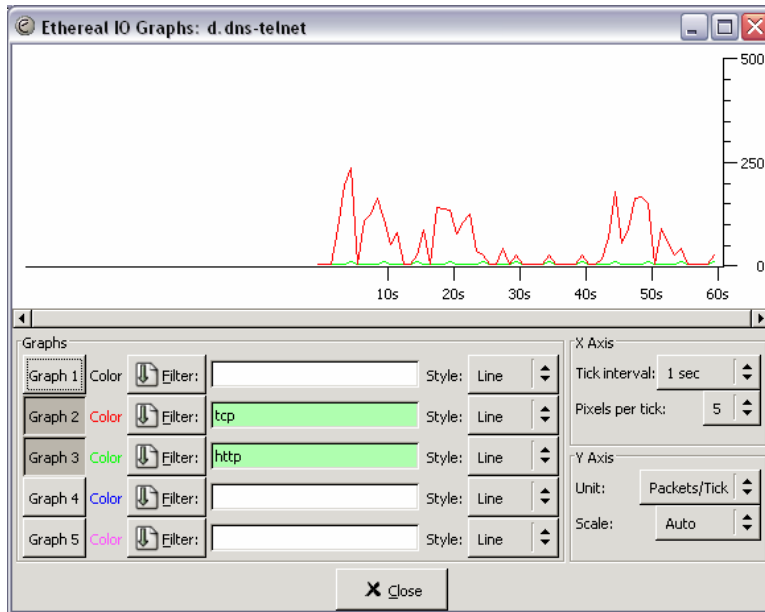 Ethereal IO Graphs: d.dns-telnet
500
250
0
10s 20s 30s 40s 50s 60s
Graphs
Graph 1 Color Filter: Style: Line
Graph 2 Color Filter: tcp Style: Line
Graph 3 Color Filter: http Style: Line
Graph 4 Color Filter: Style: Line
Graph 5 Color Filter: Style: Line
X Axis
Tick interval: 1 sec
Pixels per tick: 5
Y Axis
Unit: Packets/Tick
Scale: Auto
Close